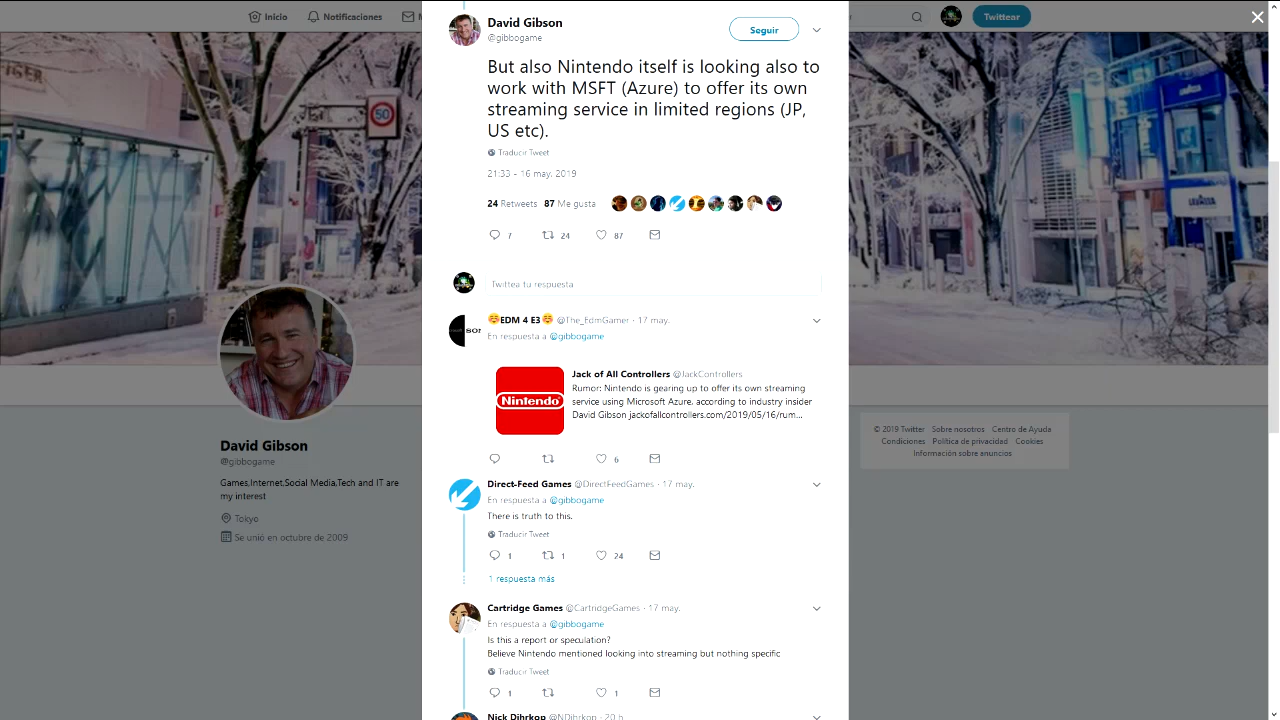 Inicio
Notificaciones
Twittear
David Gibson
@gibbogame
Seguir
But also Nintendo itself is looking also to
work with MSFT (Azure) to offer its own
streaming service in limited regions (JP,
US etc).
Traducir Tweet
21:33 - 16 may. 2019
24 Retweets 87 Me gusta
7 24 87
Twittea tu respuesta
EDM 4 E3 @The_EdmGamer · 17 may.
En respuesta a @gibbogame
Nintendo
Jack of All Controllers @JackControllers
Rumor: Nintendo is gearing up to offer its own streaming
service using Microsoft Azure, according to industry insider
David Gibson jackofallcontrollers.com/2019/05/16/rum...
6
Direct-Feed Games @DirectFeedGames · 17 may.
En respuesta a @gibbogame
There is truth to this.
Traducir Tweet
1 1 24
1 respuesta más
Cartridge Games @CartridgeGames · 17 may.
En respuesta a @gibbogame
Is this a report or speculation?
Believe Nintendo mentioned looking into streaming but nothing specific
Traducir Tweet
1 1
Nick Dihrkop @NDihrkop · 20 h
David Gibson
@gibbogame
Games,Internet,Social Media,Tech and IT are
my interest
Tokyo
Se unió en octubre de 2009
© 2019 Twitter Sobre nosotros Centro de Ayuda
Condiciones Política de privacidad Cookies
Información sobre anuncios
50